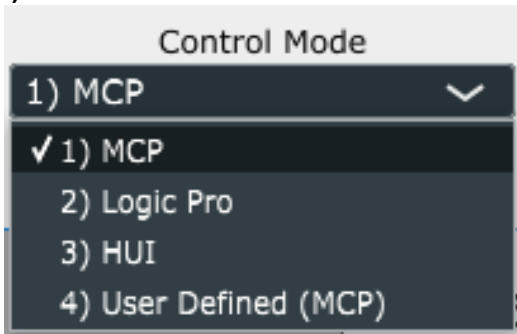 Control Mode
1) MCP
✓ 1) MCP
2) Logic Pro
3) HUI
4) User Defined (MCP)